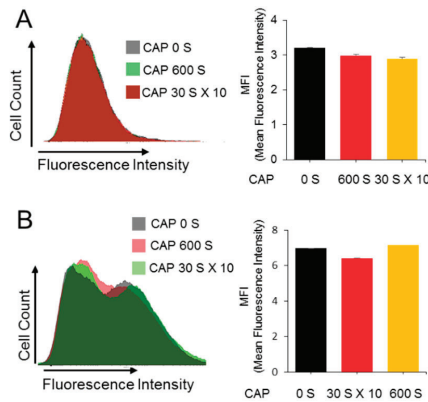 A
CAP 0 S
CAP 600 S
CAP 30 S X 10
Cell Count
Fluorescence Intensity
MFI
(Mean Fluorescence Intensity)
4
3
2
1
0
CAP 0 S 600 S 30 S X 10
B
CAP 0 S
CAP 600 S
CAP 30 S X 10
Cell Count
Fluorescence Intensity
MFI
(Mean Fluorescence Intensity)
8
6
4
2
0
CAP 0 S 30 S X 10 600 S